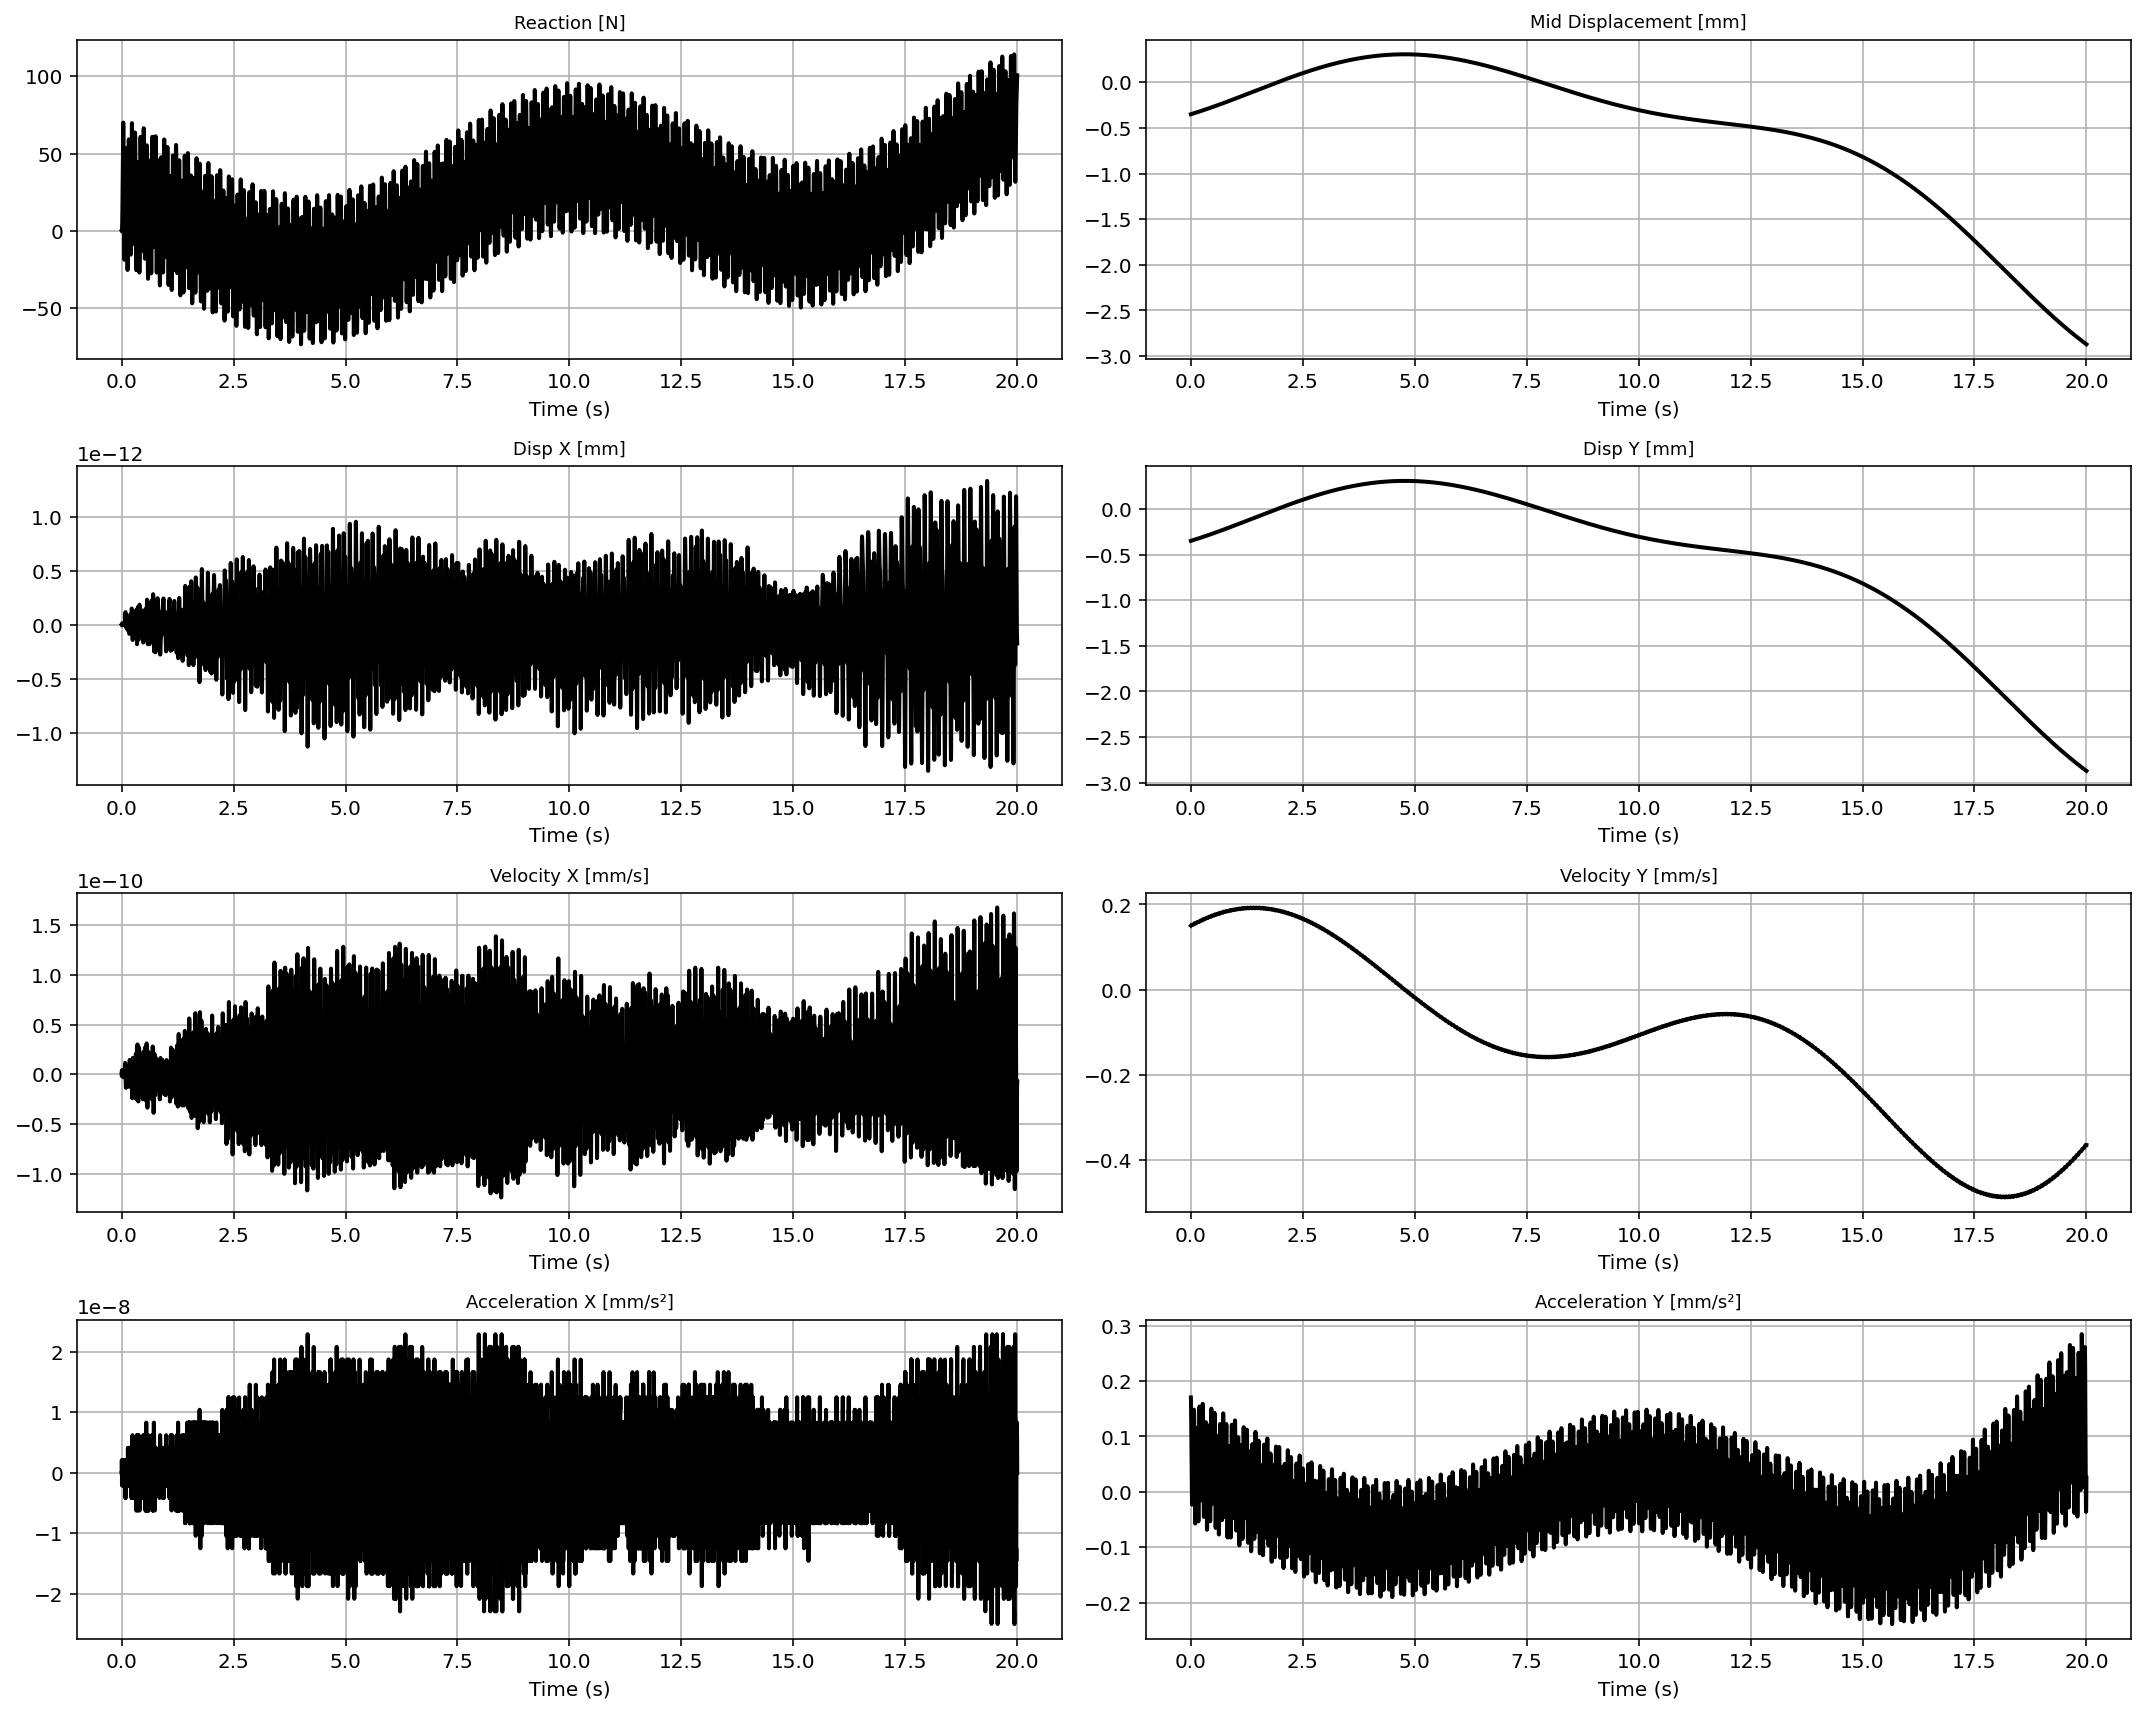 Reaction [N]
100
50
0
−50
0.0 2.5 5.0 7.5 10.0 12.5 15.0 17.5 20.0
Time (s)
Mid Displacement [mm]
0.0
−0.5
−1.0
−1.5
−2.0
−2.5
−3.0
0.0 2.5 5.0 7.5 10.0 12.5 15.0 17.5 20.0
Time (s)
Disp X [mm]
1e−12
1.0
0.5
0.0
−0.5
−1.0
0.0 2.5 5.0 7.5 10.0 12.5 15.0 17.5 20.0
Time (s)
Disp Y [mm]
0.0
−0.5
−1.0
−1.5
−2.0
−2.5
−3.0
0.0 2.5 5.0 7.5 10.0 12.5 15.0 17.5 20.0
Time (s)
Velocity X [mm/s]
1e−10
1.5
1.0
0.5
0.0
−0.5
−1.0
0.0 2.5 5.0 7.5 10.0 12.5 15.0 17.5 20.0
Time (s)
Velocity Y [mm/s]
0.2
0.0
−0.2
−0.4
0.0 2.5 5.0 7.5 10.0 12.5 15.0 17.5 20.0
Time (s)
Acceleration X [mm/s²]
1e−8
2
1
0
−1
−2
0.0 2.5 5.0 7.5 10.0 12.5 15.0 17.5 20.0
Time (s)
Acceleration Y [mm/s²]
0.3
0.2
0.1
0.0
−0.1
−0.2
0.0 2.5 5.0 7.5 10.0 12.5 15.0 17.5 20.0
Time (s)